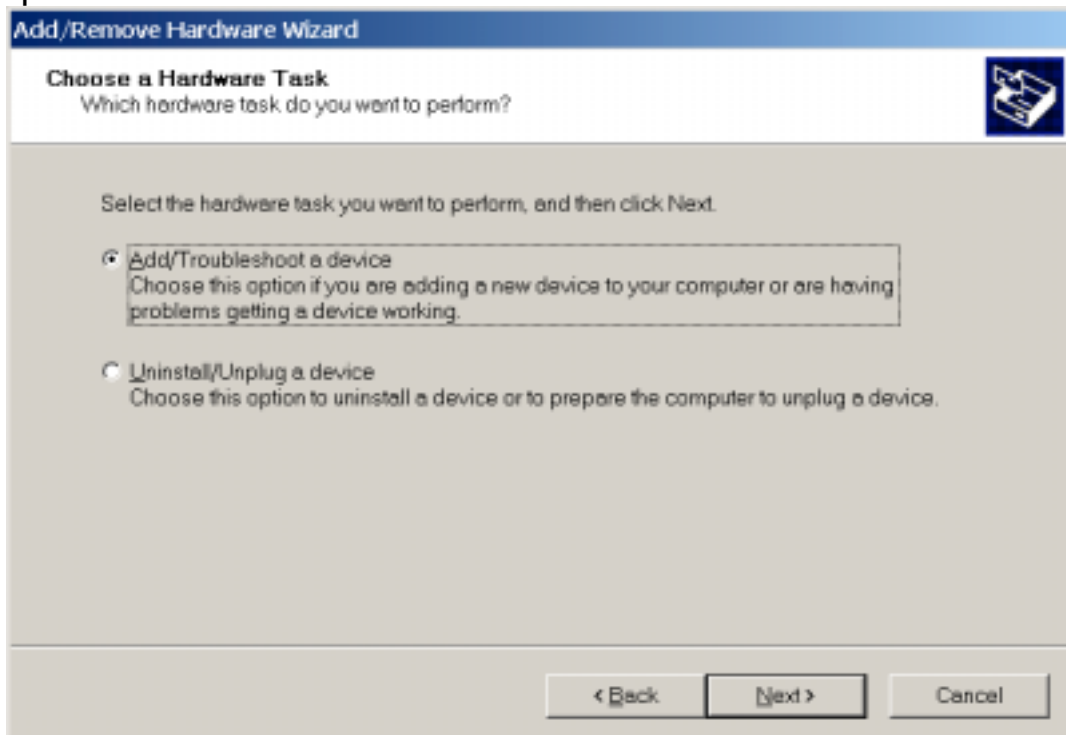 Add/Remove Hardware Wizard
Choose a Hardware Task
Which hardware task do you want to perform?
Select the hardware task you want to perform, and then click Next.
Add/Troubleshoot a device
Choose this option if you are adding a new device to your computer or are having
problems getting a device working.
Uninstall/Unplug a device
Choose this option to uninstall a device or to prepare the computer to unplug a device.
< Back Next > Cancel